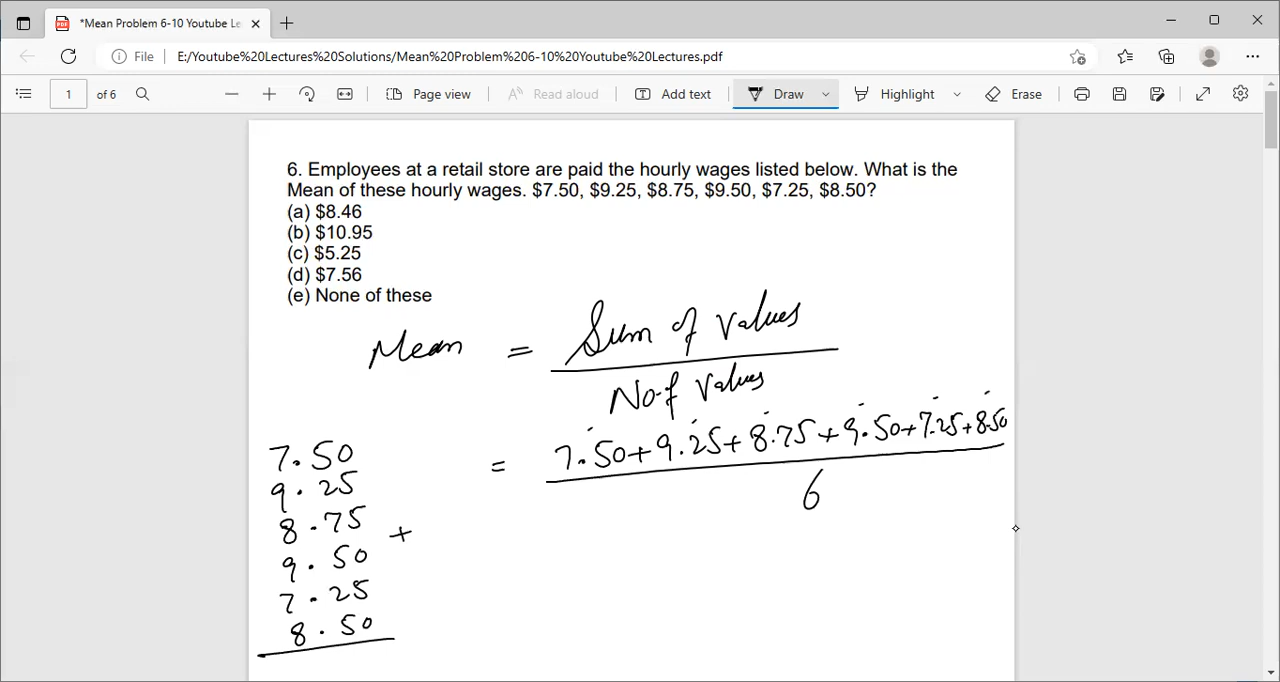 *Mean Problem 6-10 Youtube Le
File E:/Youtube%20Lectures%20Solutions/Mean%20Problem%206-10%20Youtube%20Lectures.pdf
1 of 6 Page view Read aloud Add text Draw Highlight Erase
6. Employees at a retail store are paid the hourly wages listed below. What is the
Mean of these hourly wages. $7.50, $9.25, $8.75, $9.50, $7.25, $8.50?
(a) $8.46
(b) $10.95
(c) $5.25
(d) $7.56
(e) None of these
Mean = Sum of values
No.of values
= 7.50+9.25+8.75+9.50+7.25+8.50
6
7.50
9.25
8.75 +
9.50
7.25
8.50